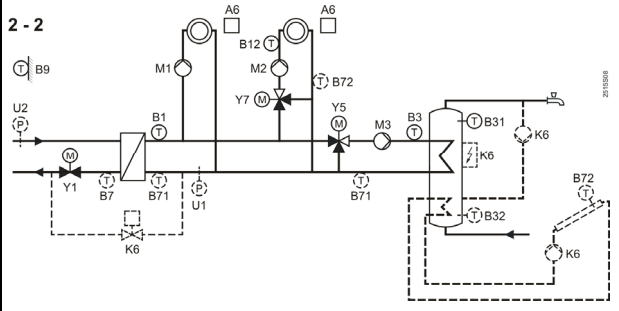 A6
A6
2 - 2
B12 T
M1
M2
T B72
T B9
Y7 M
Y5
M
2515S08
U2
P
B1
T
M3
B3
T
T B31
K6
M
Y1
K6
T
B7
T
B71
P
U1
T
B71
T B32
B72
T
K6
K6